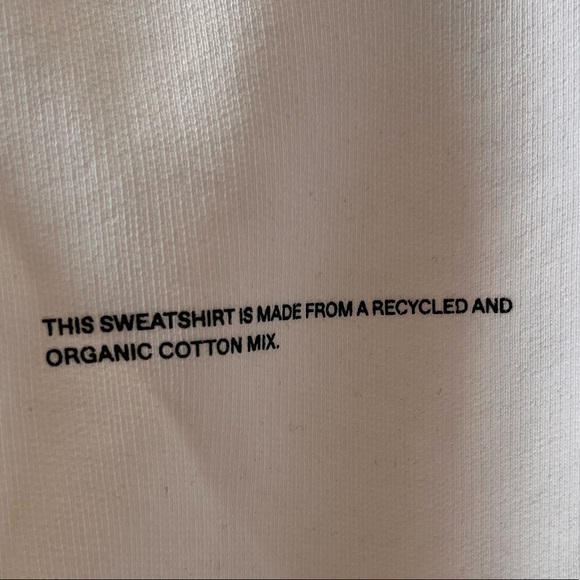 THIS SWEATSHIRT IS MADE FROM A RECYCLED AND
ORGANIC COTTON MIX.